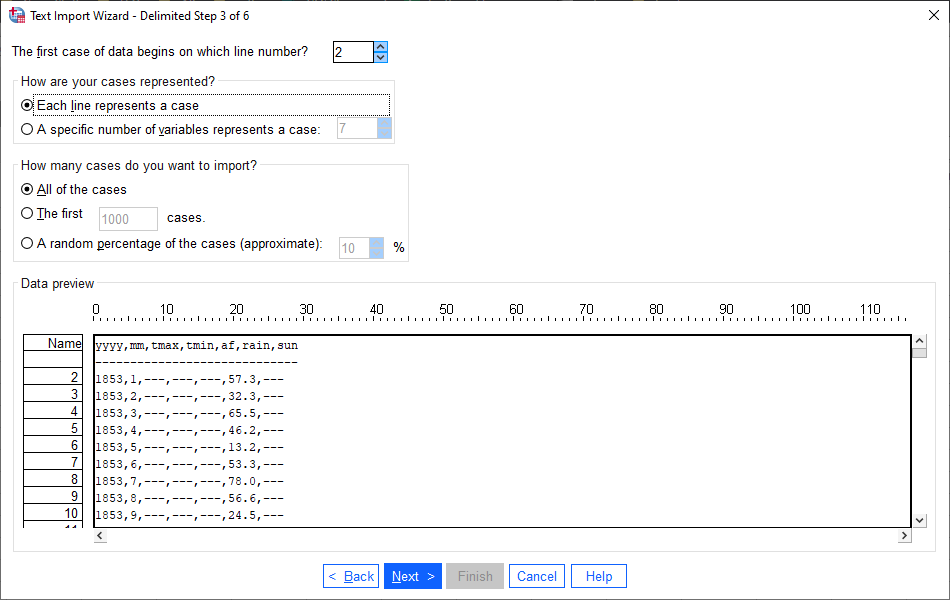 Text Import Wizard - Delimited Step 3 of 6
The first case of data begins on which line number? 2
How are your cases represented?
Each line represents a case
A specific number of variables represents a case: 7
How many cases do you want to import?
All of the cases
The first 1000 cases.
A random percentage of the cases (approximate): 10 %
Data preview
0 10 20 30 40 50 60 70 80 90 100 110
Name yyyy,mm,tmax,tmin,af,rain,sun
-----------------------------
2 1853,1,---,---,---,57.3,---
3 1853,2,---,---,---,32.3,---
4 1853,3,---,---,---,65.5,---
5 1853,4,---,---,---,46.2,---
6 1853,5,---,---,---,13.2,---
7 1853,6,---,---,---,53.3,---
8 1853,7,---,---,---,78.0,---
9 1853,8,---,---,---,56.6,---
10 1853,9,---,---,---,24.5,---
< Back Next > Finish Cancel Help